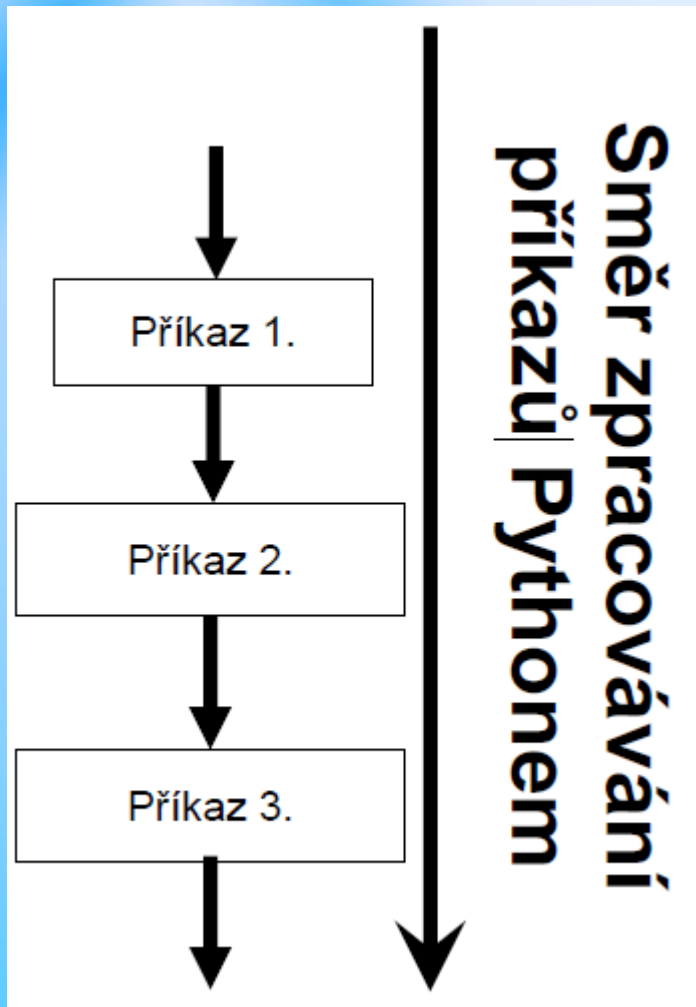 Příkaz 1.
Příkaz 2.
Příkaz 3.
Směr zpracovávání
příkazů Pythonem